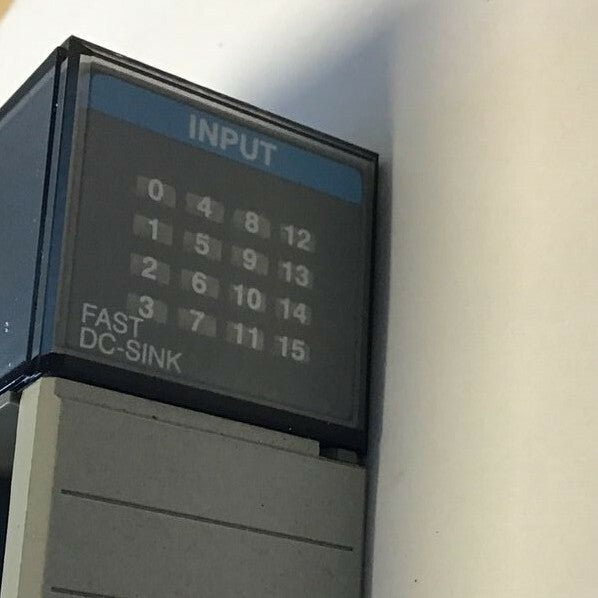 INPUT
0 4 8 12
1 5 9 13
2 6 10 14
3 7 11 15
FAST
DC-SINK